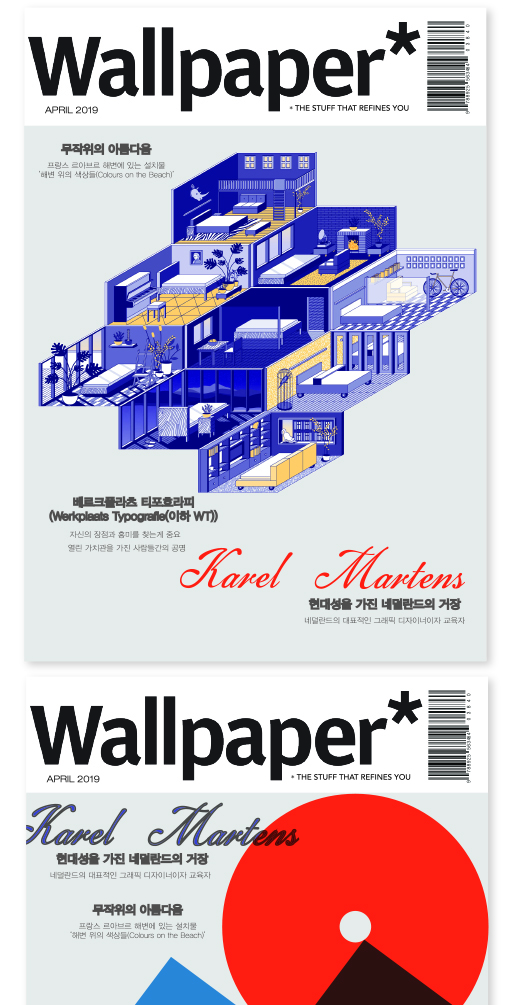 Wallpaper*
APRIL 2019
* THE STUFF THAT REFINES YOU
무작위의 아름다움
프랑스 르아브르 해변에 있는 설치물
'해변 위의 색상들(Colours on the Beach)'
베르크플라츠 티포흐라피
(Werkplaats Typografie(이하 WT))
자신의 장점과 흥미를 찾는게 중요
열린 가치관을 가진 사람들간의 공명
Karel Martens
현대성을 가진 네덜란드의 거장
네덜란드의 대표적인 그래픽 디자이너이자 교육자
Wallpaper*
APRIL 2019
* THE STUFF THAT REFINES YOU
Karel Martens
현대성을 가진 네덜란드의 거장
네덜란드의 대표적인 그래픽 디자이너이자 교육자
무작위의 아름다움
프랑스 르아브르 해변에 있는 설치물
'해변 위의 색상들(Colours on the Beach)'